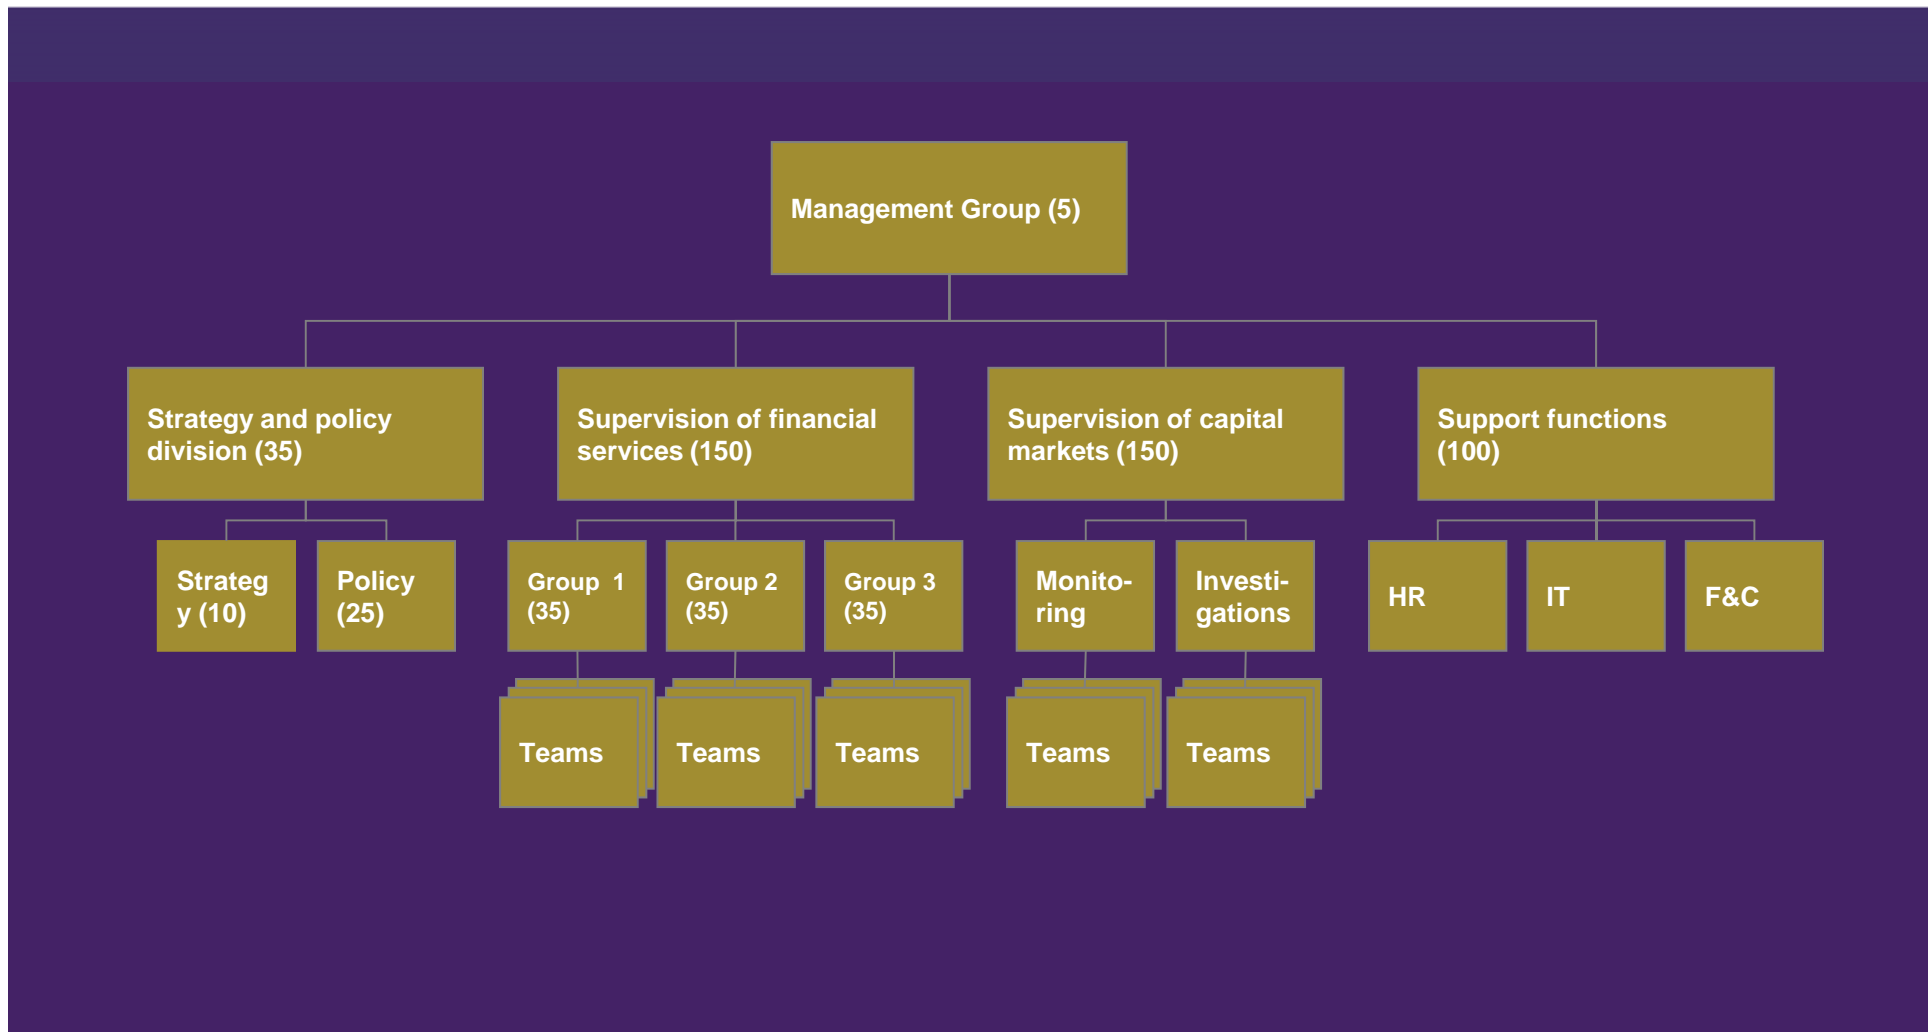 Management Group (5)
Strategy and policy
division (35)
Supervision of financial
services (150)
Supervision of capital
markets (150)
Support functions
(100)
Strateg
y (10)
Policy
(25)
Group  1
(35)
Group 2
(35)
Group 3
(35)
Monito-
ring
Investi-
gations
HR
IT
F&C
Teams
Teams
Teams
Teams
Teams